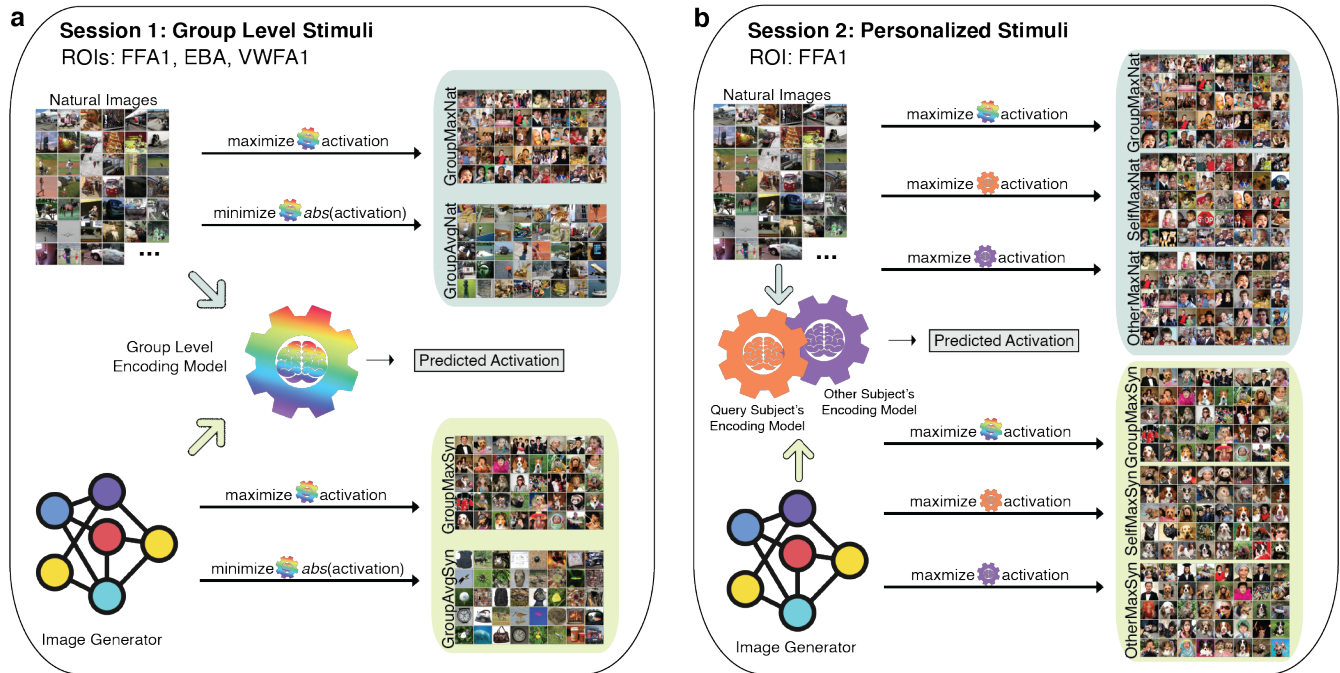 a
Session 1: Group Level Stimuli
ROIs: FFA1, EBA, VWFA1
Natural Images
...
maximize activation
minimize abs(activation)
GroupMaxNat
GroupAvgNat
Group Level
Encoding Model
Predicted Activation
Image Generator
maximize activation
minimize abs(activation)
GroupMaxSyn
GroupAvgSyn
b
Session 2: Personalized Stimuli
ROI: FFA1
Natural Images
...
maximize activation
maximize activation
maxmize activation
GroupMaxNat
SelfMaxNat
STOP
OtherMaxNat
Query Subject's
Encoding Model
Other Subject's
Encoding Model
Predicted Activation
Image Generator
maximize activation
maximize activation
maxmize activation
GroupMaxSyn
SelfMaxSyn
OtherMaxSyn